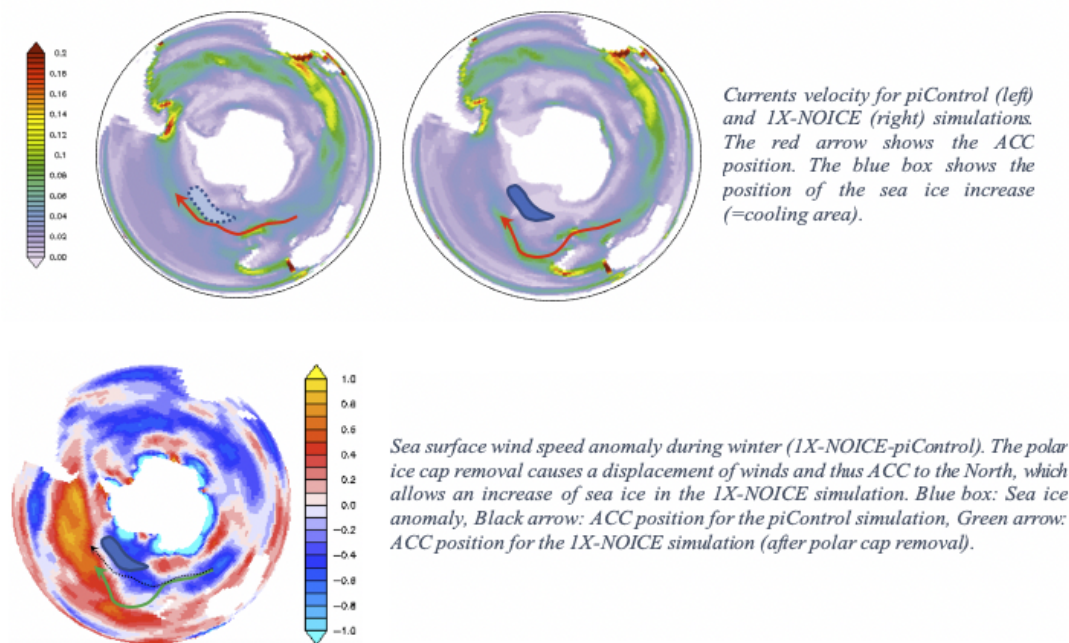 0.2
0.18
0.16
0.14
0.12
0.1
0.08
0.06
0.04
0.02
0.00
Currents velocity for piControl (left)
and 1X-NOICE (right) simulations.
The red arrow shows the ACC
position. The blue box shows the
position of the sea ice increase
(=cooling area).
1.0
0.8
0.6
0.4
0.2
0.0
−0.2
−0.4
−0.6
−0.8
−1.0
Sea surface wind speed anomaly during winter (1X-NOICE-piControl). The polar
ice cap removal causes a displacement of winds and thus ACC to the North, which
allows an increase of sea ice in the 1X-NOICE simulation. Blue box: Sea ice
anomaly, Black arrow: ACC position for the piControl simulation, Green arrow:
ACC position for the 1X-NOICE simulation (after polar cap removal).